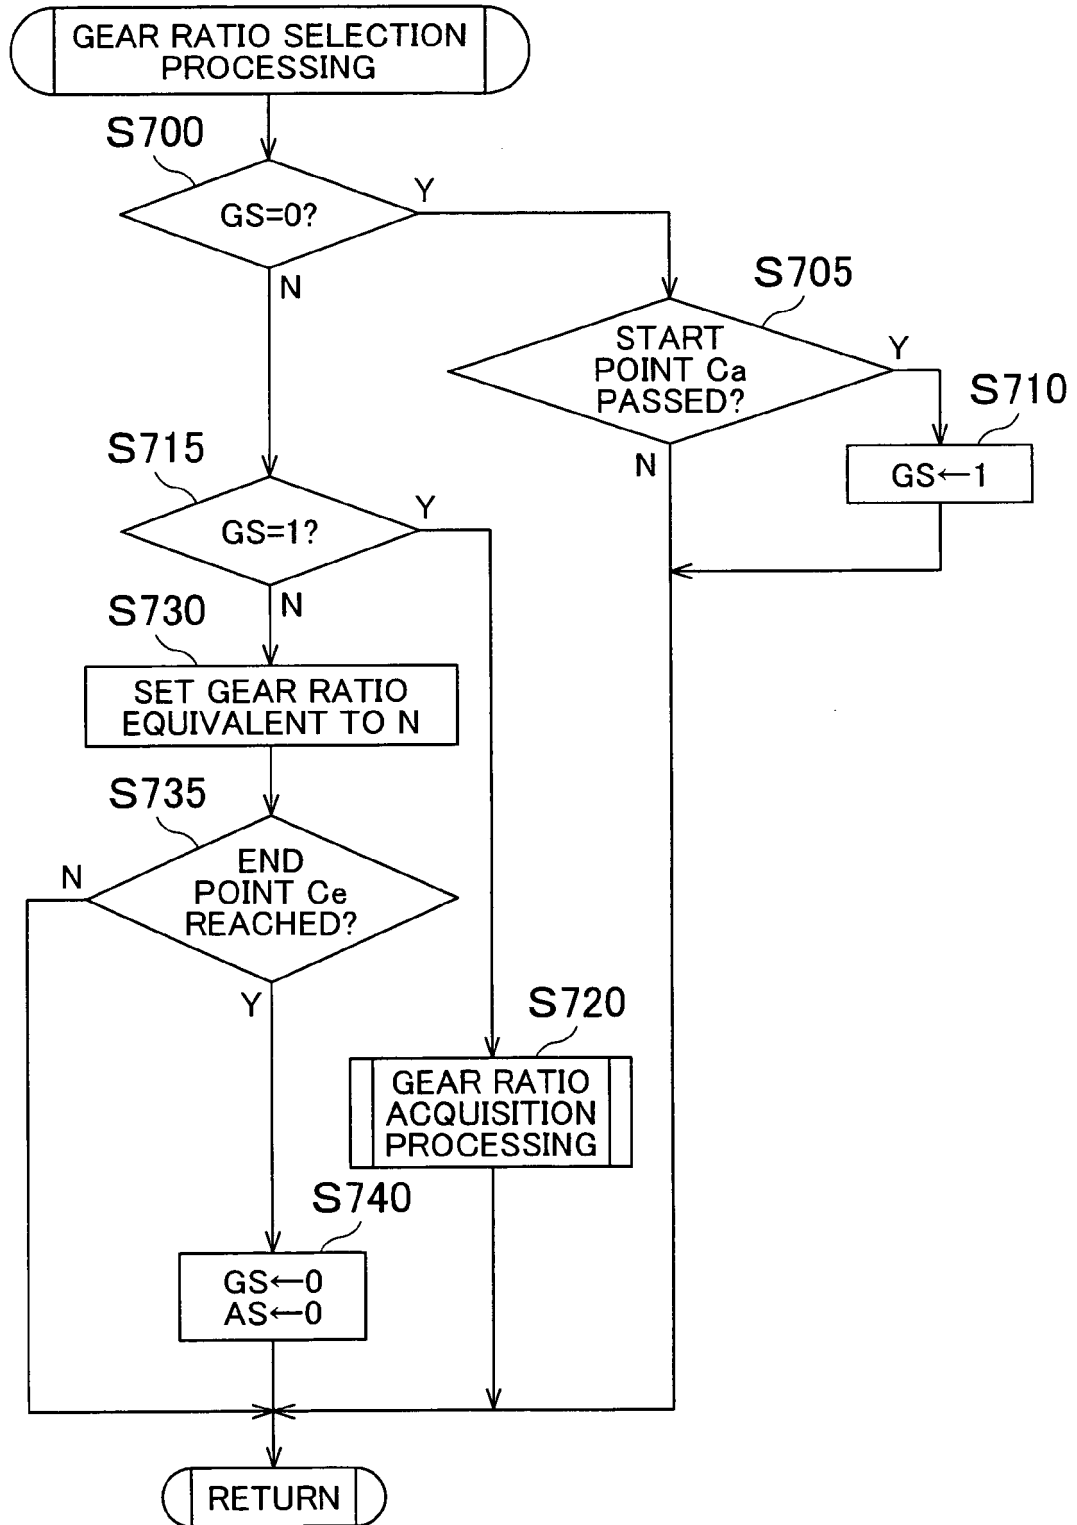 GEAR RATIO SELECTION
PROCESSING
S700
GS=0?
Y
N
S705
START
POINT Ca
PASSED?
Y
N
S710
GS←1
S715
GS=1?
Y
N
S730
SET GEAR RATIO
EQUIVALENT TO N
S735
END
POINT Ce
REACHED?
N
Y
S720
GEAR RATIO
ACQUISITION
PROCESSING
S740
GS←0
AS←0
RETURN